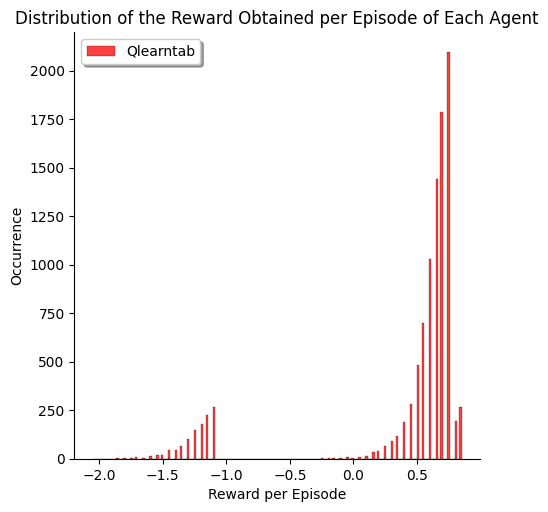 Distribution of the Reward Obtained per Episode of Each Agent
Qlearntab
2000
1750
1500
1250
1000
750
500
250
0
Occurrence
−2.0 −1.5 −1.0 −0.5 0.0 0.5
Reward per Episode